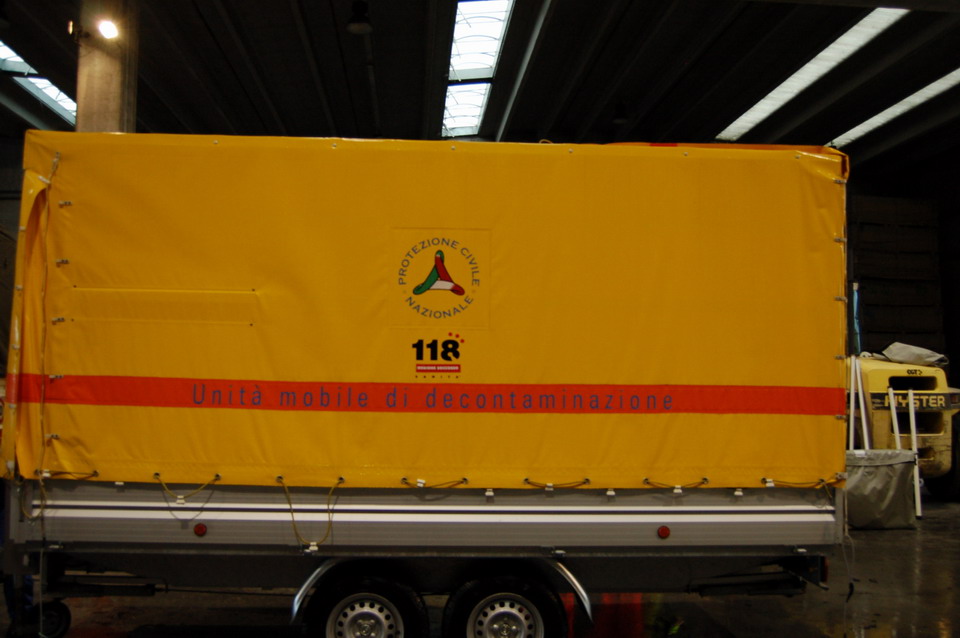 PROTEZIONE CIVILE
NAZIONALE
118
Unità mobile di decontaminazione
HYSTER